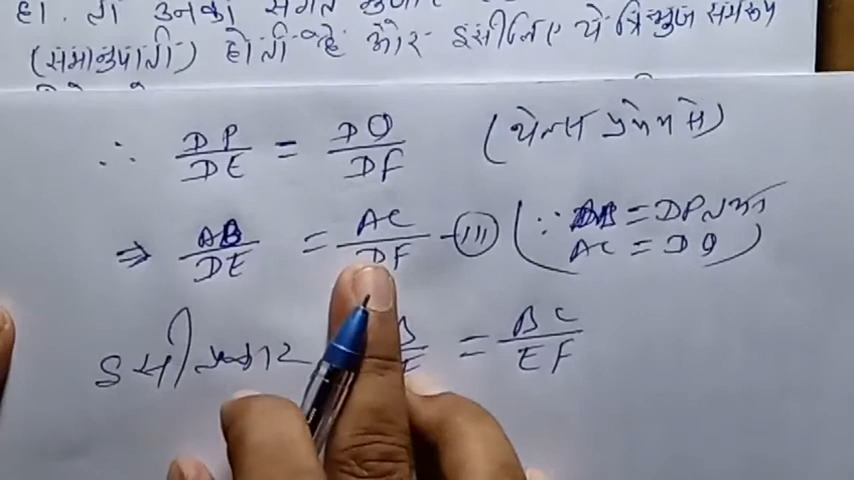 हो. तो उनकी संगत भुजाएँ
(समानुपाती) होती है और इसीलिए ये त्रिभुज समरूप
∴ DP/DE = DQ/DF (थेल्स प्रमेय से)
⇒ AB/DE = AC/DF - (iii) (∵ AB = DP तथा
AC = DQ)
इसी प्रकार = BC/EF